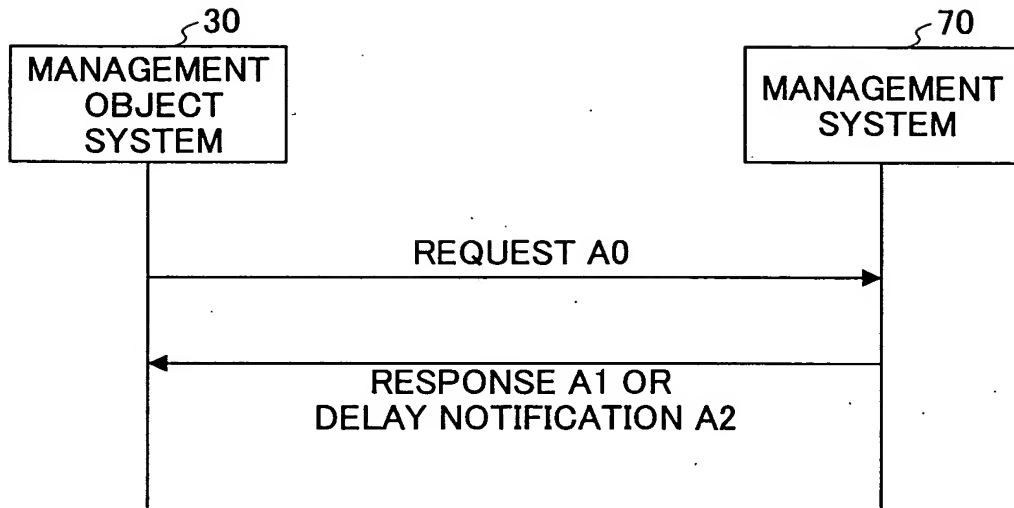 30
MANAGEMENT
OBJECT
SYSTEM
70
MANAGEMENT
SYSTEM
REQUEST A0
RESPONSE A1 OR
DELAY NOTIFICATION A2